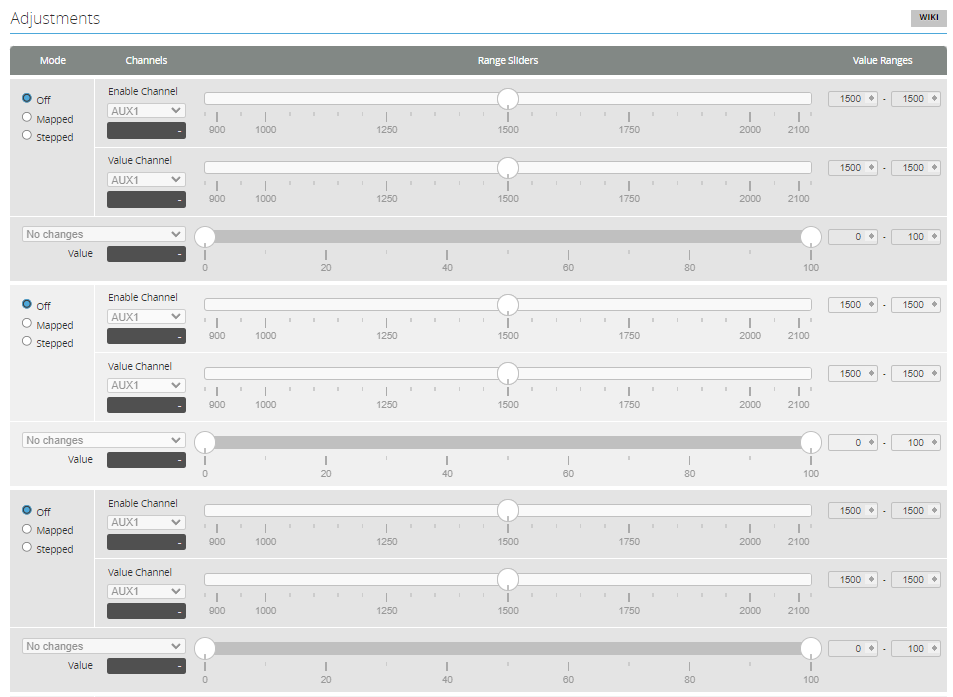 Adjustments WIKI
Mode Channels Range Sliders Value Ranges
Off
Mapped
Stepped
Enable Channel
AUX1
-
900 1000 1250 1500 1750 2000 2100
1500 - 1500
Value Channel
AUX1
-
900 1000 1250 1500 1750 2000 2100
1500 - 1500
No changes
Value -
0 20 40 60 80 100
0 - 100
Off
Mapped
Stepped
Enable Channel
AUX1
-
900 1000 1250 1500 1750 2000 2100
1500 - 1500
Value Channel
AUX1
-
900 1000 1250 1500 1750 2000 2100
1500 - 1500
No changes
Value -
0 20 40 60 80 100
0 - 100
Off
Mapped
Stepped
Enable Channel
AUX1
-
900 1000 1250 1500 1750 2000 2100
1500 - 1500
Value Channel
AUX1
-
900 1000 1250 1500 1750 2000 2100
1500 - 1500
No changes
Value -
0 20 40 60 80 100
0 - 100